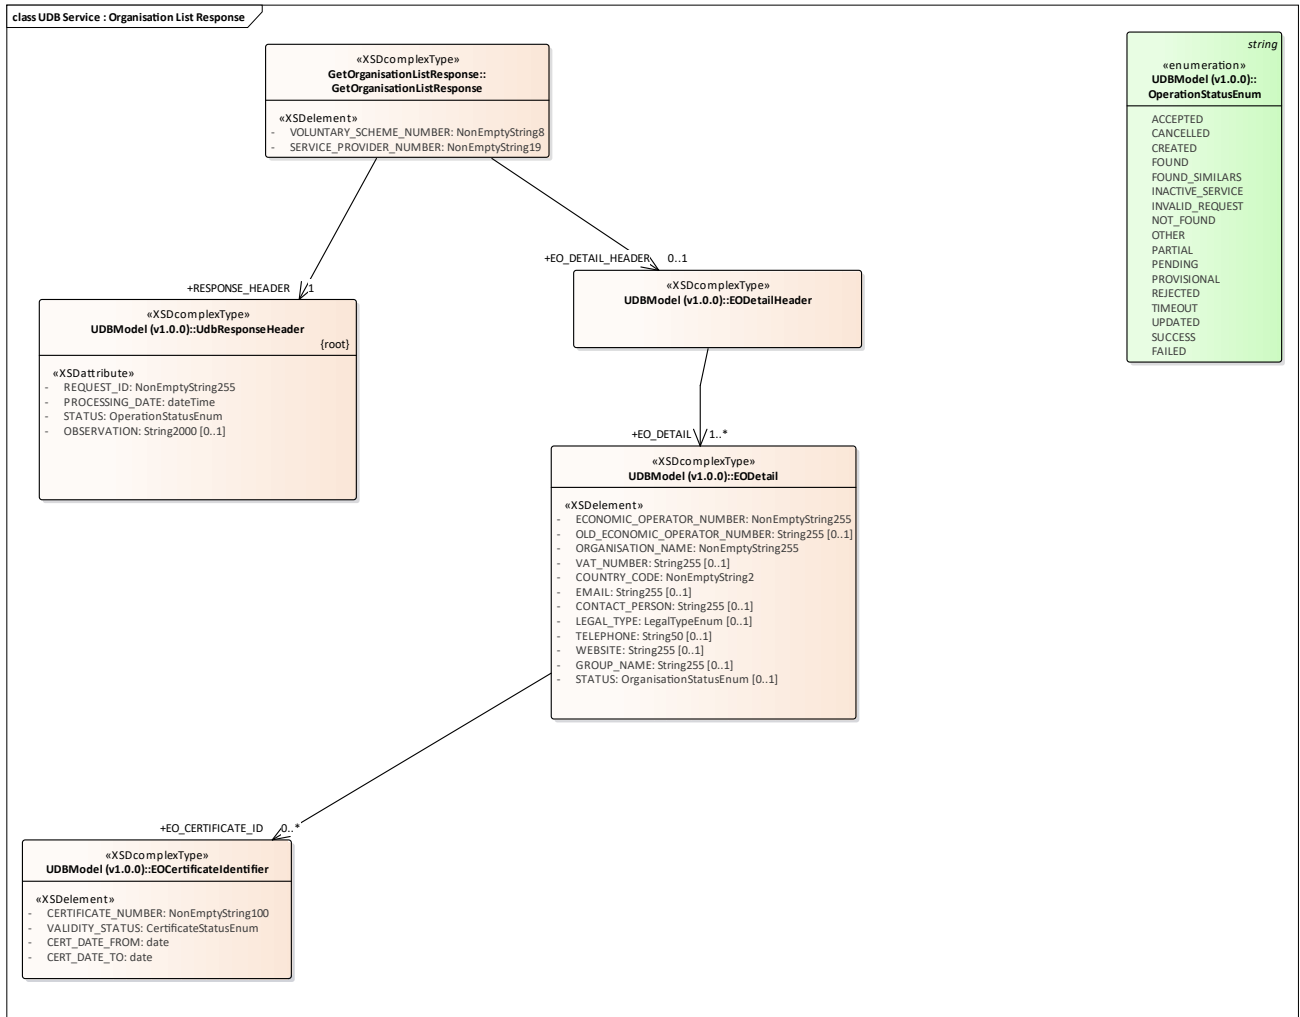 class UDB Service : Organisation List Response
«XSDcomplexType»
GetOrganisationListResponse::
GetOrganisationListResponse
«XSDelement»
- VOLUNTARY_SCHEME_NUMBER: NonEmptyString8
- SERVICE_PROVIDER_NUMBER: NonEmptyString19
string
«enumeration»
UDBModel (v1.0.0)::
OperationStatusEnum
ACCEPTED
CANCELLED
CREATED
FOUND
FOUND_SIMILARS
INACTIVE_SERVICE
INVALID_REQUEST
NOT_FOUND
OTHER
PARTIAL
PENDING
PROVISIONAL
REJECTED
TIMEOUT
UPDATED
SUCCESS
FAILED
+EO_DETAIL_HEADER 0..1
«XSDcomplexType»
UDBModel (v1.0.0)::EODetailHeader
+RESPONSE_HEADER 1
«XSDcomplexType»
UDBModel (v1.0.0)::UdbResponseHeader
{root}
«XSDattribute»
- REQUEST_ID: NonEmptyString255
- PROCESSING_DATE: dateTime
- STATUS: OperationStatusEnum
- OBSERVATION: String2000 [0..1]
+EO_DETAIL 1..*
«XSDcomplexType»
UDBModel (v1.0.0)::EODetail
«XSDelement»
- ECONOMIC_OPERATOR_NUMBER: NonEmptyString255
- OLD_ECONOMIC_OPERATOR_NUMBER: String255 [0..1]
- ORGANISATION_NAME: NonEmptyString255
- VAT_NUMBER: String255 [0..1]
- COUNTRY_CODE: NonEmptyString2
- EMAIL: String255 [0..1]
- CONTACT_PERSON: String255 [0..1]
- LEGAL_TYPE: LegalTypeEnum [0..1]
- TELEPHONE: String50 [0..1]
- WEBSITE: String255 [0..1]
- GROUP_NAME: String255 [0..1]
- STATUS: OrganisationStatusEnum [0..1]
+EO_CERTIFICATE_ID 0..*
«XSDcomplexType»
UDBModel (v1.0.0)::EOCertificateIdentifier
«XSDelement»
- CERTIFICATE_NUMBER: NonEmptyString100
- VALIDITY_STATUS: CertificateStatusEnum
- CERT_DATE_FROM: date
- CERT_DATE_TO: date